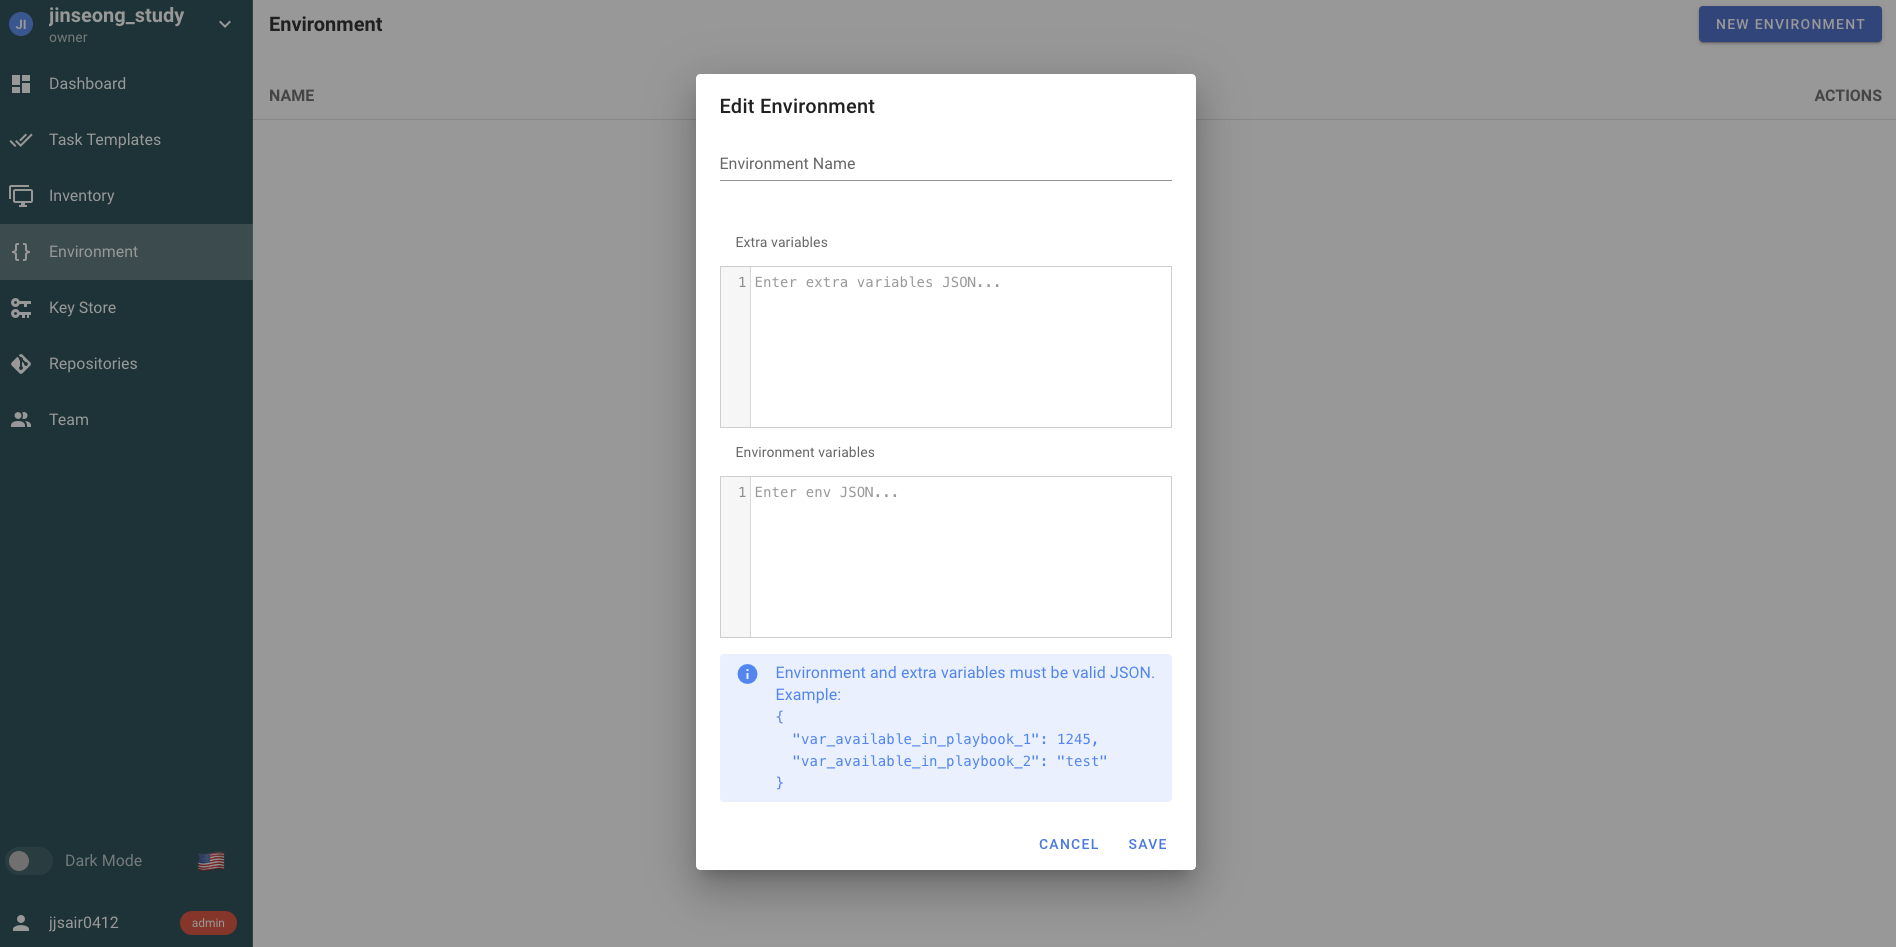 JI
jinseong_study
owner
Dashboard
Task Templates
Inventory
Environment
Key Store
Repositories
Team
Dark Mode
jjsair0412
admin
Environment
NEW ENVIRONMENT
NAME
ACTIONS
Edit Environment
Environment Name
Extra variables
1 Enter extra variables JSON...
Environment variables
1 Enter env JSON...
Environment and extra variables must be valid JSON.
Example:
{
  "var_available_in_playbook_1": 1245,
  "var_available_in_playbook_2": "test"
}
CANCEL SAVE